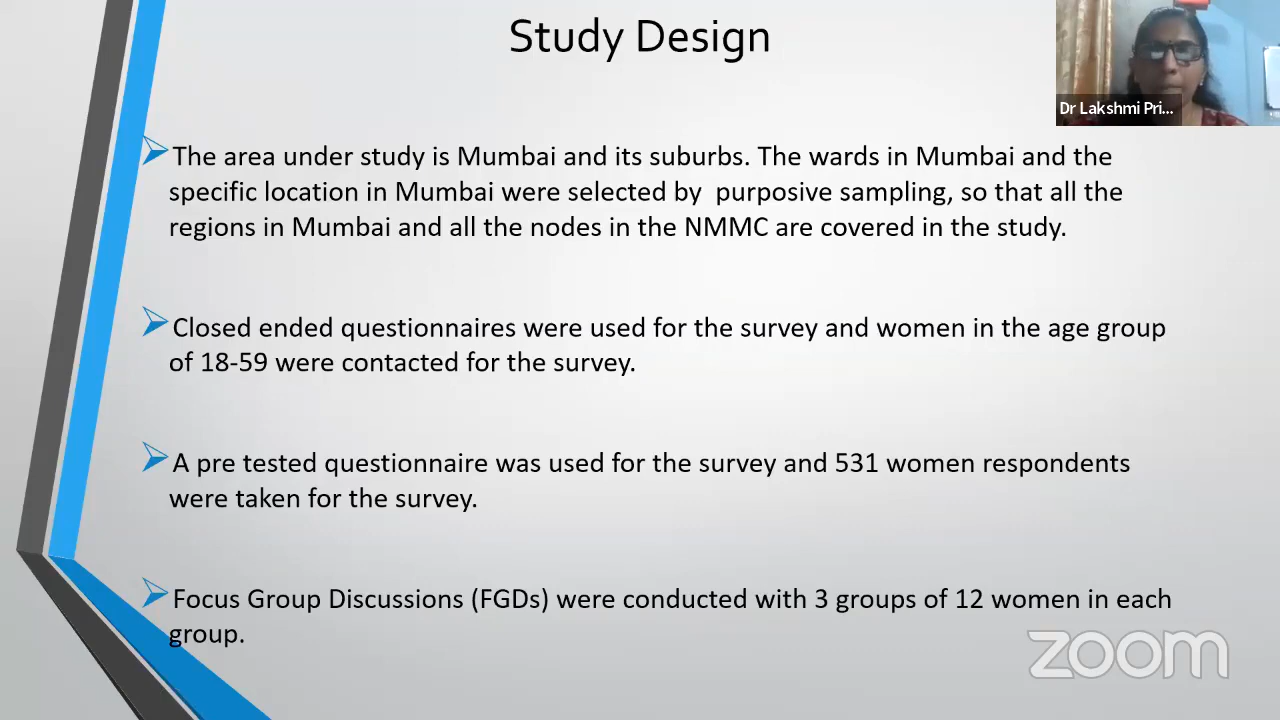 Study Design
Dr Lakshmi Pri...
The area under study is Mumbai and its suburbs. The wards in Mumbai and the
specific location in Mumbai were selected by  purposive sampling, so that all the
regions in Mumbai and all the nodes in the NMMC are covered in the study.
Closed ended questionnaires were used for the survey and women in the age group
of 18-59 were contacted for the survey.
A pre tested questionnaire was used for the survey and 531 women respondents
were taken for the survey.
Focus Group Discussions (FGDs) were conducted with 3 groups of 12 women in each
group.
zoom